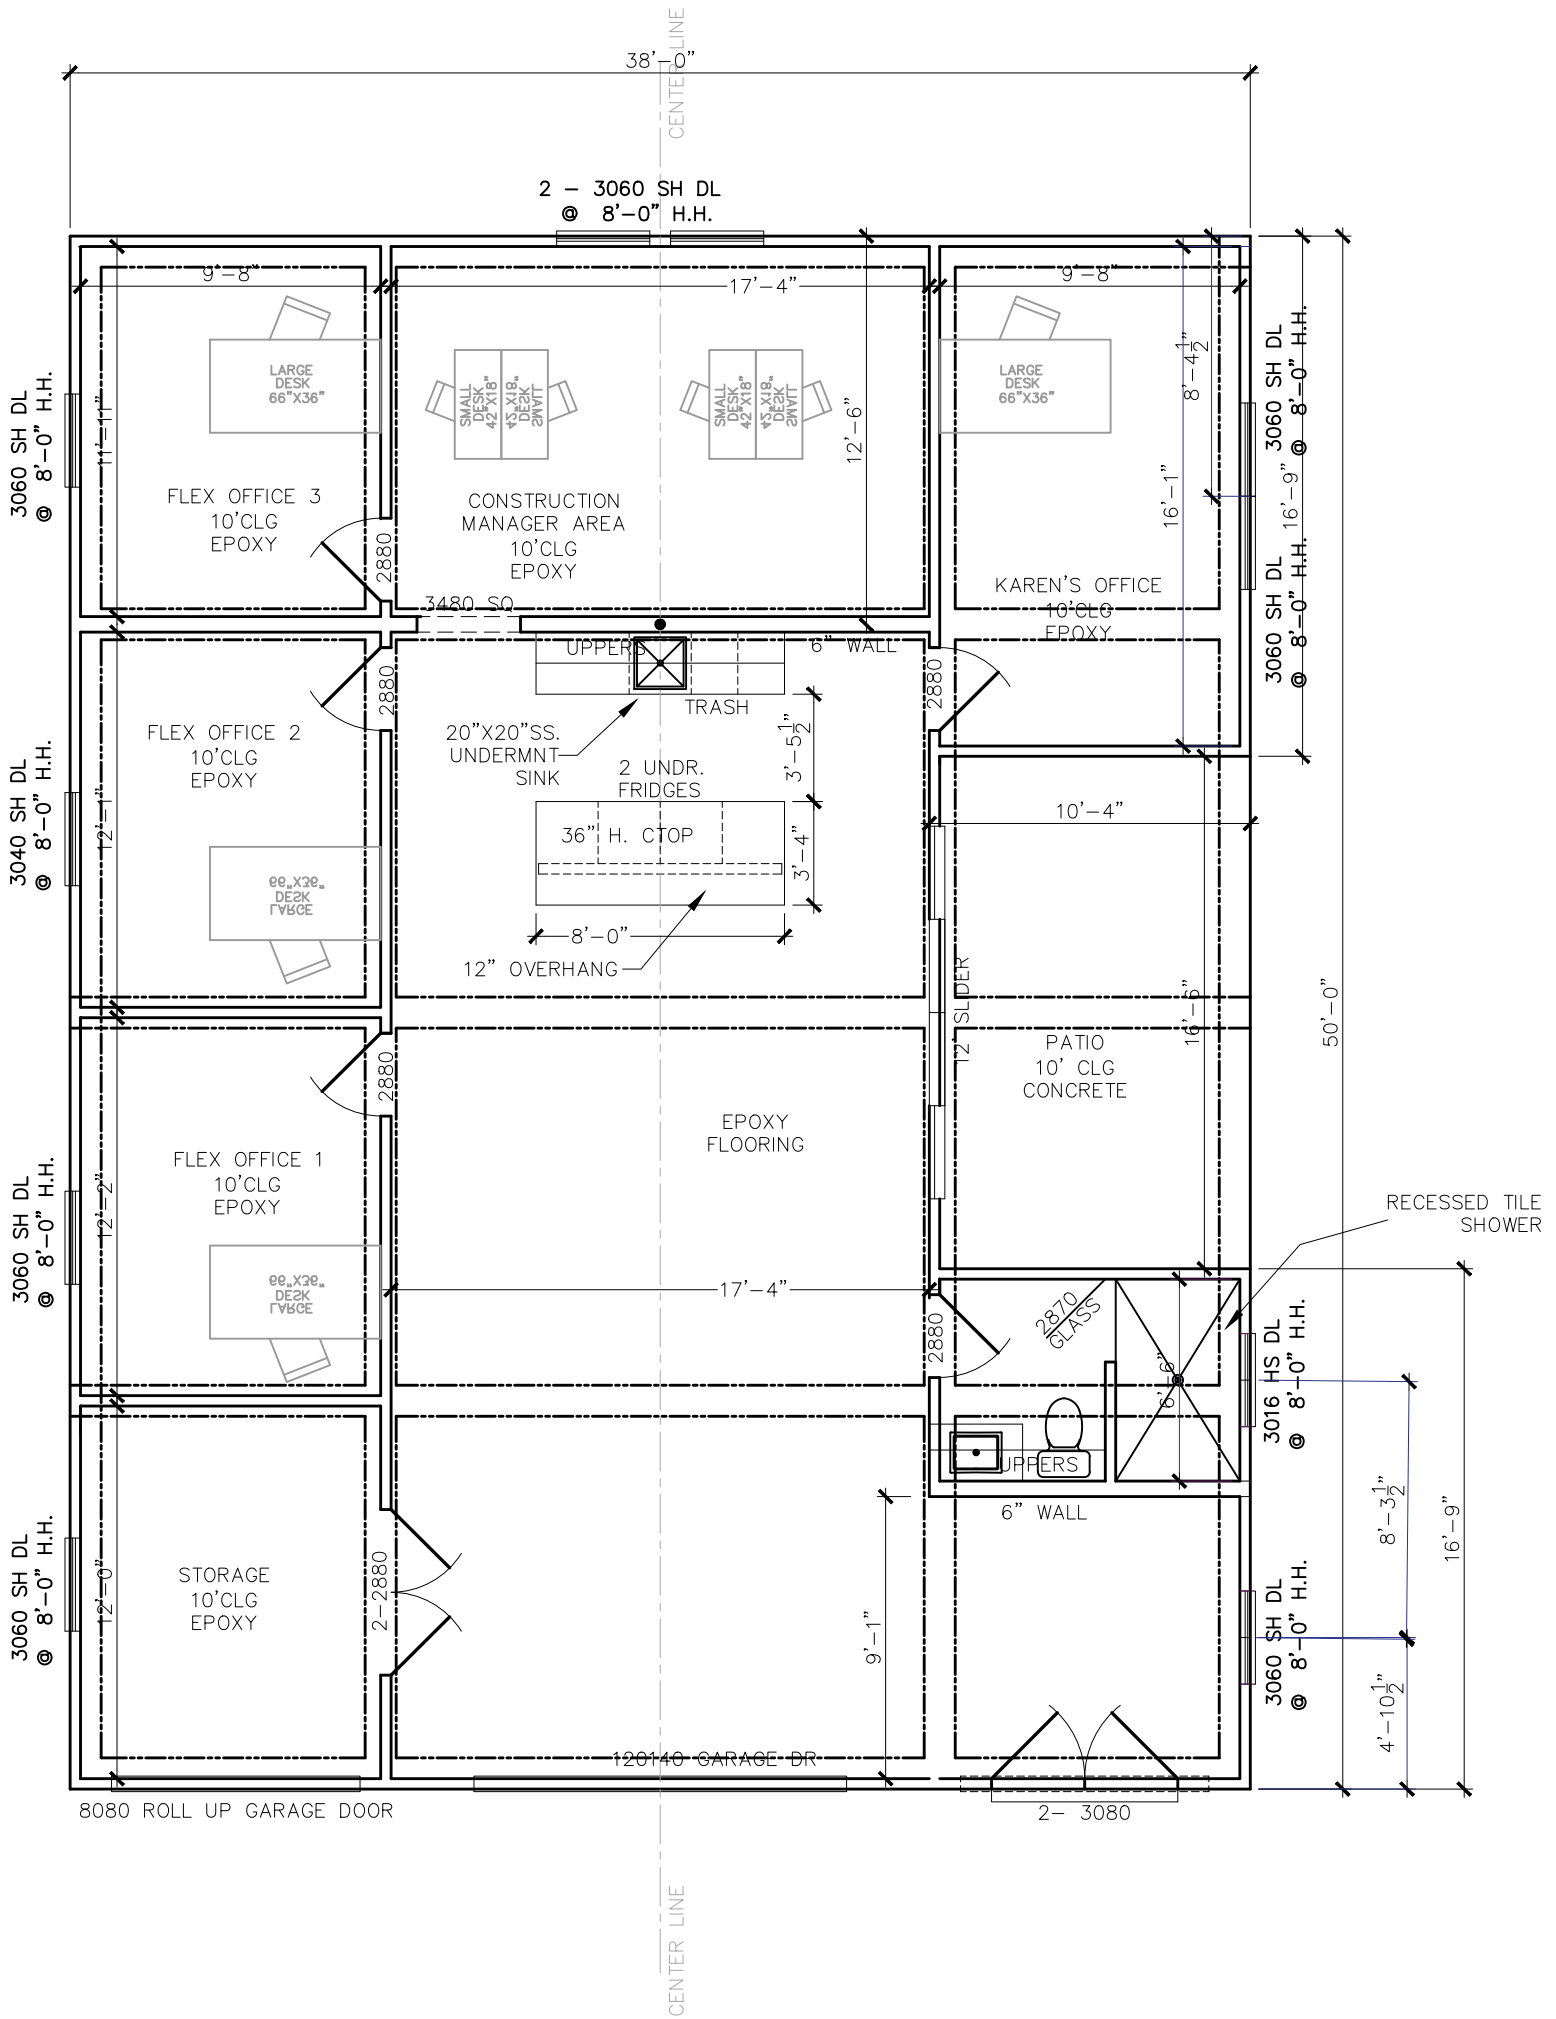 CENTER LINE
38'-0"
2 - 3060 SH DL
@ 8'-0" H.H.
9'-8"
17'-4"
9'-8"
LARGE
DESK
66"X36"
SMALL
DESK
42"X18"
42"X18"
DESK
SMALL
SMALL
DESK
42"X18"
42"X18"
DESK
SMALL
LARGE
DESK
66"X36"
3060 SH DL
@ 8'-0" H.H.
11'-11"
12'-6"
8'-4 1/2"
16'-1"
3060 SH DL
@ 8'-0" H.H.
16'-9"
3060 SH DL
@ 8'-0" H.H.
FLEX OFFICE 3
10'CLG
EPOXY
2880
CONSTRUCTION
MANAGER AREA
10'CLG
EPOXY
KAREN'S OFFICE
10'CLG
EPOXY
3480 SQ
UPPERS
6" WALL
2880
2880
TRASH
20"X20"SS.
UNDERMNT
SINK
3'-5 1/2"
2 UNDR.
FRIDGES
36" H. CTOP
3'-4"
8'-0"
12" OVERHANG
FLEX OFFICE 2
10'CLG
EPOXY
3040 SH DL
@ 8'-0" H.H.
12'-1"
66"X36"
DESK
LARGE
10'-4"
12' SLIDER
16'-6"
50'-0"
PATIO
10' CLG
CONCRETE
2880
EPOXY
FLOORING
FLEX OFFICE 1
10'CLG
EPOXY
3060 SH DL
@ 8'-0" H.H.
12'-2"
66"X36"
DESK
LARGE
17'-4"
RECESSED TILE
SHOWER
2880
2870
GLASS
6'-6"
3016 HS DL
@ 8'-0" H.H.
UPPERS
6" WALL
8'-3 1/2"
16'-9"
STORAGE
10'CLG
EPOXY
3060 SH DL
@ 8'-0" H.H.
12'-0"
2-2880
9'-1"
3060 SH DL
@ 8'-0" H.H.
4'-10 1/2"
120140 GARAGE DR
8080 ROLL UP GARAGE DOOR
2- 3080
CENTER LINE